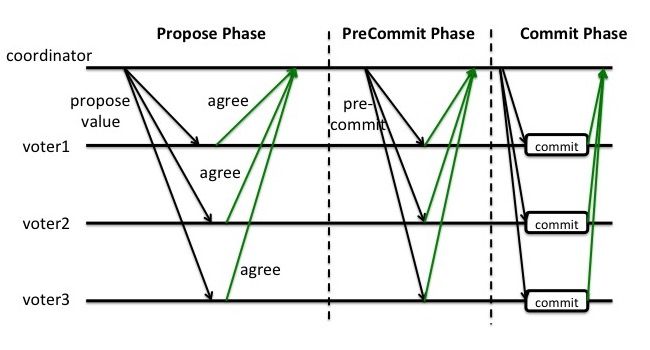 Propose Phase
PreCommit Phase
Commit Phase
coordinator
propose
value
agree
pre-
commit
voter1
commit
agree
voter2
commit
agree
voter3
commit